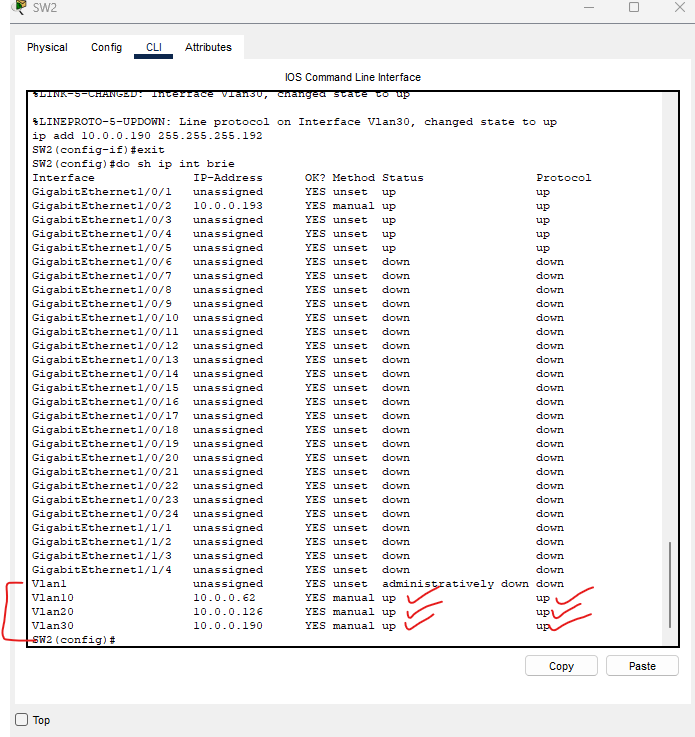 SW2
Physical Config CLI Attributes
IOS Command Line Interface
%LINK-5-CHANGED: Interface Vlan30, changed state to up
%LINEPROTO-5-UPDOWN: Line protocol on Interface Vlan30, changed state to up
ip add 10.0.0.190 255.255.255.192
SW2(config-if)#exit
SW2(config)#do sh ip int brie
Interface IP-Address OK? Method Status Protocol
GigabitEthernet1/0/1 unassigned YES unset up up
GigabitEthernet1/0/2 10.0.0.193 YES manual up up
GigabitEthernet1/0/3 unassigned YES unset up up
GigabitEthernet1/0/4 unassigned YES unset up up
GigabitEthernet1/0/5 unassigned YES unset up up
GigabitEthernet1/0/6 unassigned YES unset down down
GigabitEthernet1/0/7 unassigned YES unset down down
GigabitEthernet1/0/8 unassigned YES unset down down
GigabitEthernet1/0/9 unassigned YES unset down down
GigabitEthernet1/0/10 unassigned YES unset down down
GigabitEthernet1/0/11 unassigned YES unset down down
GigabitEthernet1/0/12 unassigned YES unset down down
GigabitEthernet1/0/13 unassigned YES unset down down
GigabitEthernet1/0/14 unassigned YES unset down down
GigabitEthernet1/0/15 unassigned YES unset down down
GigabitEthernet1/0/16 unassigned YES unset down down
GigabitEthernet1/0/17 unassigned YES unset down down
GigabitEthernet1/0/18 unassigned YES unset down down
GigabitEthernet1/0/19 unassigned YES unset down down
GigabitEthernet1/0/20 unassigned YES unset down down
GigabitEthernet1/0/21 unassigned YES unset down down
GigabitEthernet1/0/22 unassigned YES unset down down
GigabitEthernet1/0/23 unassigned YES unset down down
GigabitEthernet1/0/24 unassigned YES unset down down
GigabitEthernet1/1/1 unassigned YES unset down down
GigabitEthernet1/1/2 unassigned YES unset down down
GigabitEthernet1/1/3 unassigned YES unset down down
GigabitEthernet1/1/4 unassigned YES unset down down
Vlan1 unassigned YES unset administratively down down
Vlan10 10.0.0.62 YES manual up up
Vlan20 10.0.0.126 YES manual up up
Vlan30 10.0.0.190 YES manual up up
SW2(config)#
Copy Paste
Top